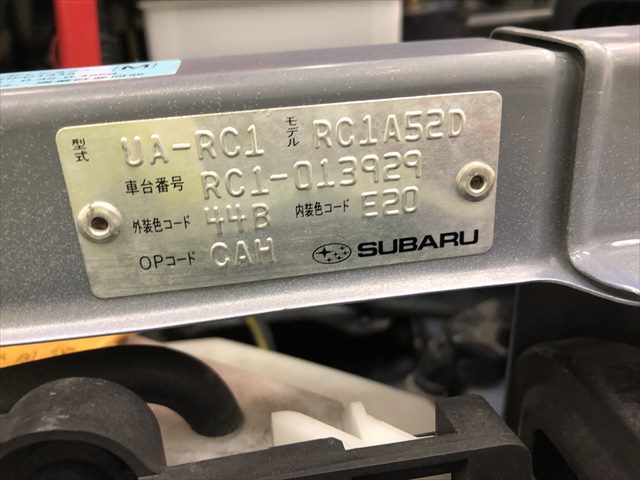 型式 UA-RC1 モデル RC1A52D
車台番号 RC1-013929
外装色コード 44B 内装色コード E20
OPコード CAH SUBARU